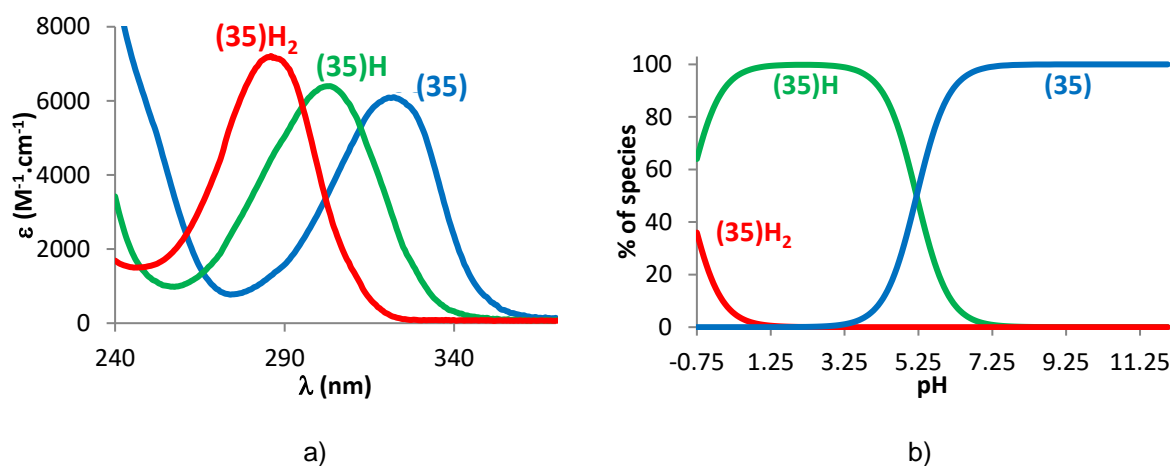 8000
6000
4000
2000
0
240
290
340
ε (M⁻¹.cm⁻¹)
λ (nm)
(35)H₂
(35)H
(35)
a)
100
80
60
40
20
0
-0.75
1.25
3.25
5.25
7.25
9.25
11.25
% of species
pH
(35)H
(35)
(35)H₂
b)